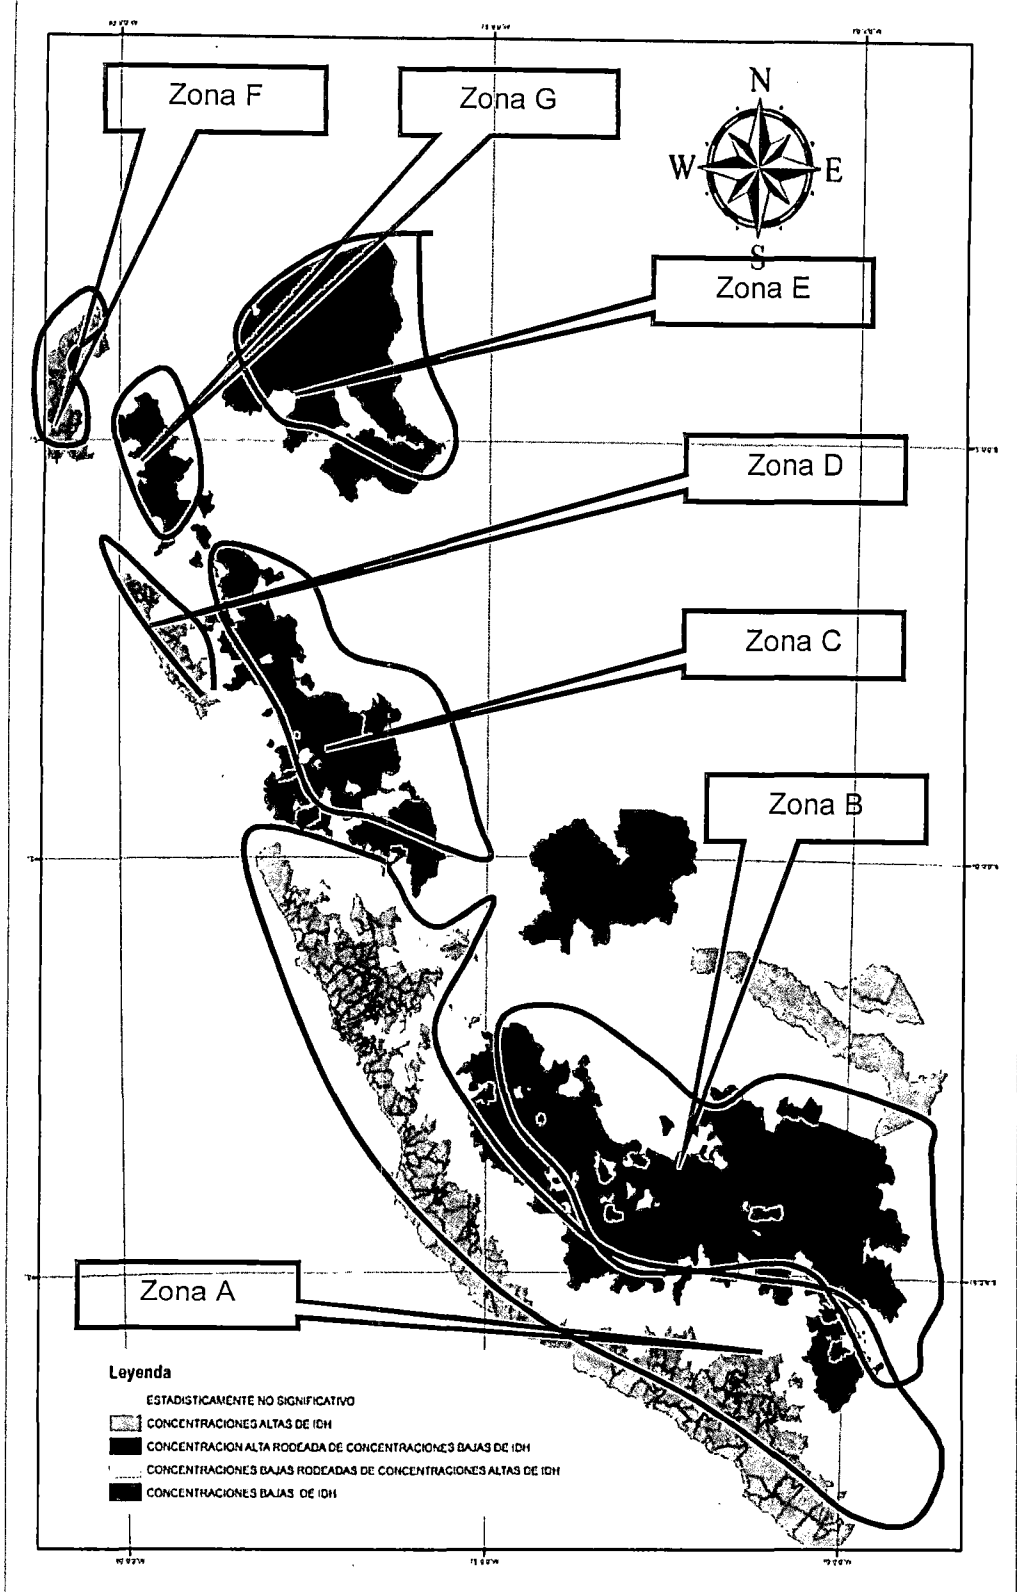 Zona F
Zona G
N
W
E
S
Zona E
Zona D
Zona C
Zona B
Zona A
Leyenda
ESTADISTICAMENTE NO SIGNIFICATIVO
CONCENTRACIONES ALTAS DE IDH
CONCENTRACION ALTA RODEADA DE CONCENTRACIONES BAJAS DE IDH
CONCENTRACIONES BAJAS RODEADAS DE CONCENTRACIONES ALTAS DE IDH
CONCENTRACIONES BAJAS DE IDH